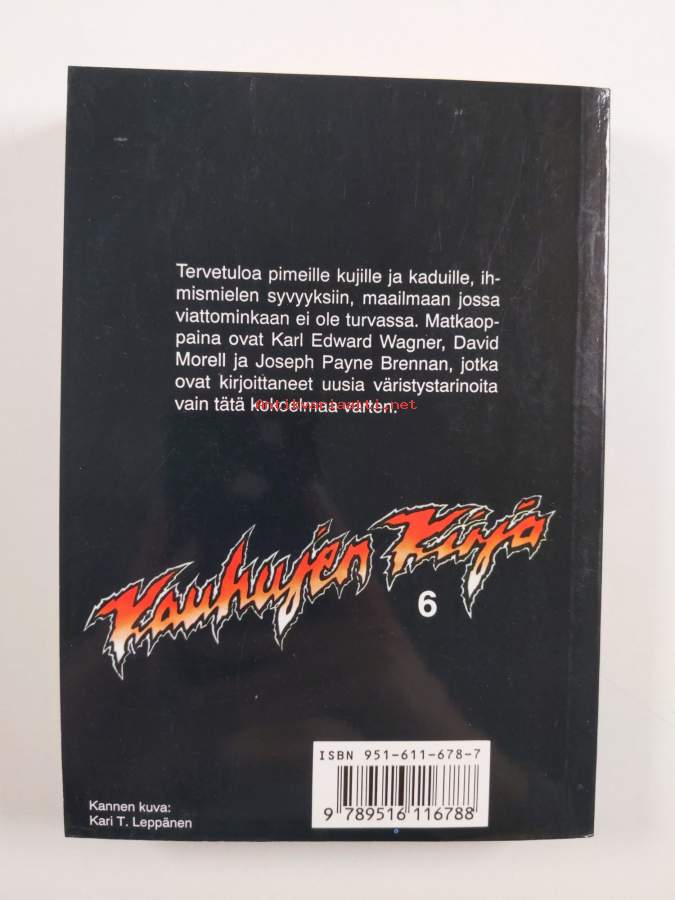 Tervetuloa pimeille kujille ja kaduille, ih-
mismielen syvyyksiin, maailmaan jossa
viattominkaan ei ole turvassa. Matkaop-
paina ovat Karl Edward Wagner, David
Morell ja Joseph Payne Brennan, jotka
ovat kirjoittaneet uusia väristystarinoita
vain tätä kokoelmaa varten.
Antikvariaatti.net
Kauhujen Kirja
6
ISBN 951-611-678-7
9 789516 116788
Kannen kuva:
Kari T. Leppänen